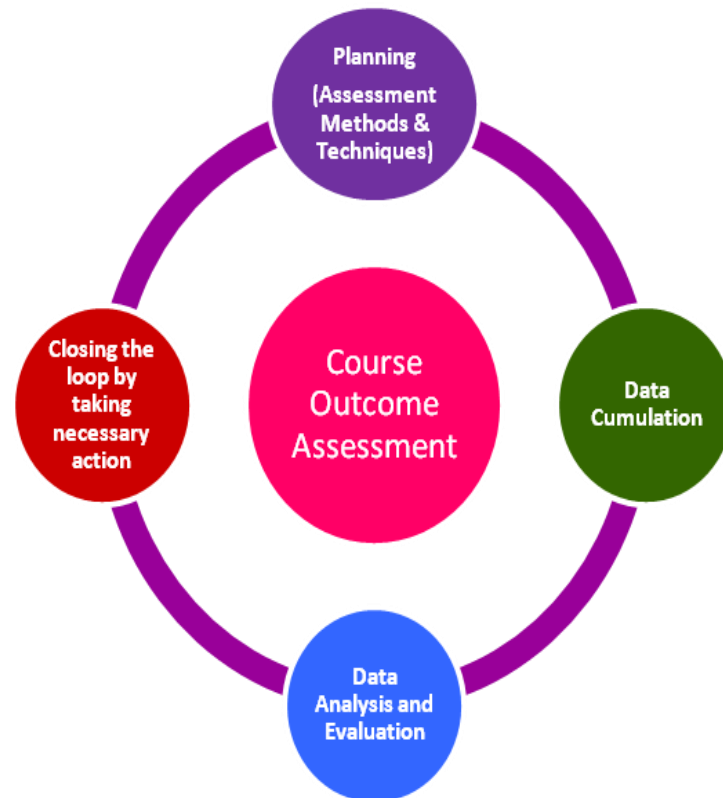 Planning
(Assessment
Methods &
Techniques)
Course
Outcome
Assessment
Data
Cumulation
Data
Analysis and
Evaluation
Closing the
loop by
taking
necessary
action